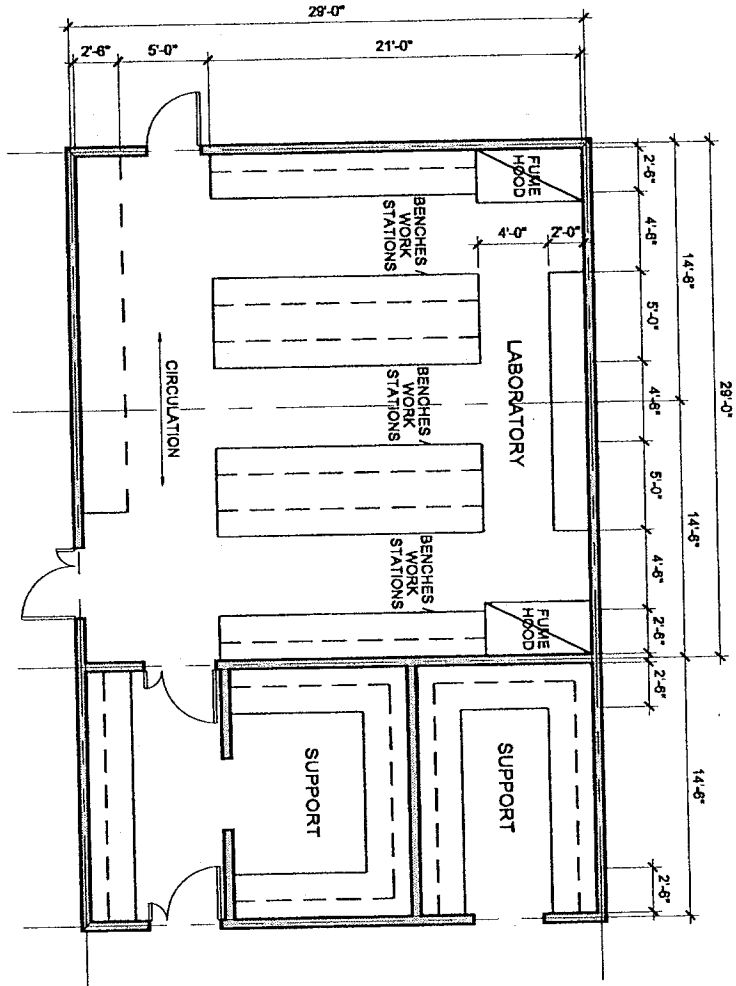 29'-0"
2'-6"
5'-0"
21'-0"
FUME
HOOD
2'-6"
BENCHES /
WORK
STATIONS
4'-0"
2'-0"
4'-6"
14'-6"
5'-0"
LABORATORY
CIRCULATION
BENCHES /
WORK
STATIONS
4'-6"
29'-0"
5'-0"
14'-6"
BENCHES /
WORK
STATIONS
4'-6"
FUME
HOOD
2'-6"
2'-6"
SUPPORT
SUPPORT
14'-6"
2'-6"